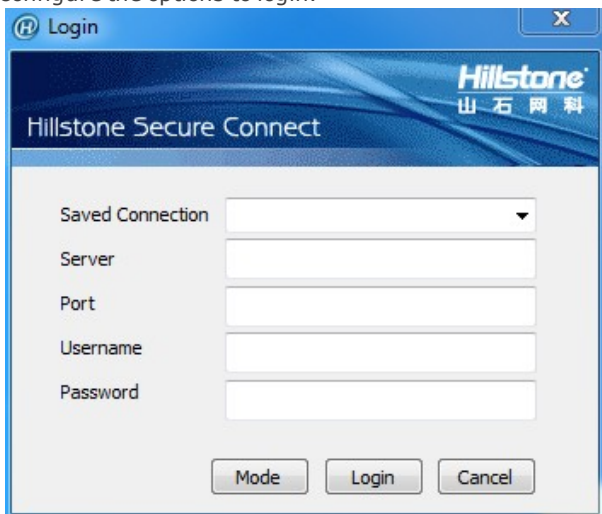 Configure the options to login.
Login
Hillstone
山石网科
Hillstone Secure Connect
Saved Connection
Server
Port
Username
Password
Mode Login Cancel